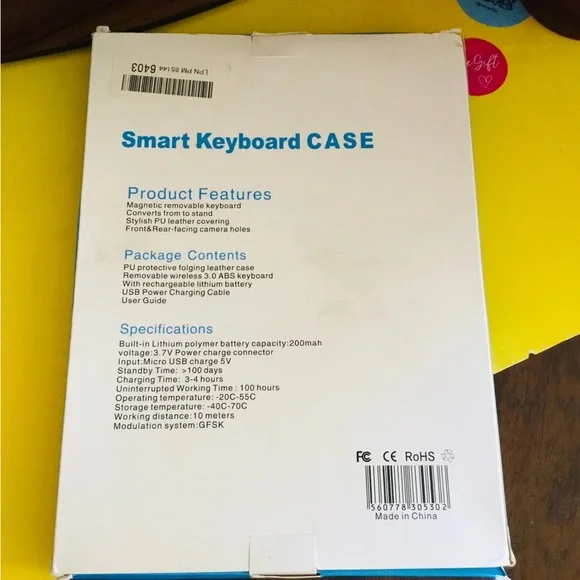 LPN PM 85144 6403
Smart Keyboard CASE
Product Features
Magnetic removable keyboard
Converts from to stand
Stylish PU leather covering
Front&Rear-facing camera holes
Package Contents
PU protective folging leather case
Removable wireless 3.0 ABS keyboard
With rechargeable lithium battery
USB Power Charging Cable
User Guide
Specifications
Built-in Lithium polymer battery capacity:200mah
voltage:3.7V Power charge connector
Input:Micro USB charge 5V
Standby Time: >100 days
Charging Time: 3-4 hours
Uninterrupted Working Time : 100 hours
Operating temperature: -20C-55C
Storage temperature: -40C-70C
Working distance:10 meters
Modulation system:GFSK
FC CE RoHS
560778 305302
Made in China
Gift